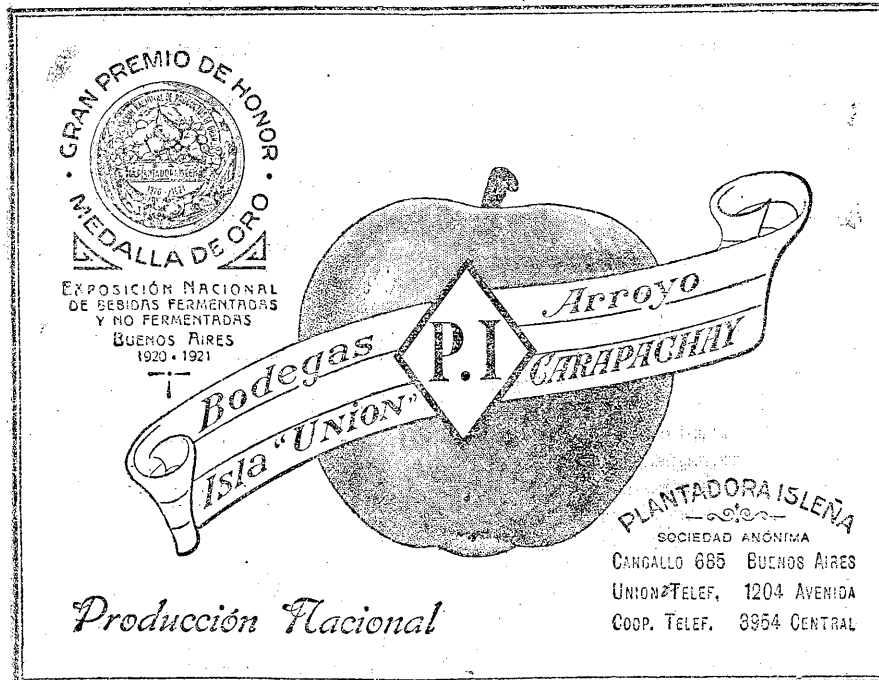 · GRAN PREMIO DE HONOR ·
MEDALLA DE ORO
EXPOSICIÓN NACIONAL
DE BEBIDAS FERMENTADAS
Y NO FERMENTADAS
BUENOS AIRES
1920 · 1921
Bodegas
Isla "UNIÓN"
P.I
Arroyo
CARAPACHAY
PLANTADORA ISLEÑA
SOCIEDAD ANÓNIMA
CANGALLO 685 BUENOS AIRES
UNION TELEF. 1204 AVENIDA
COOP. TELEF. 3954 CENTRAL
Producción Nacional